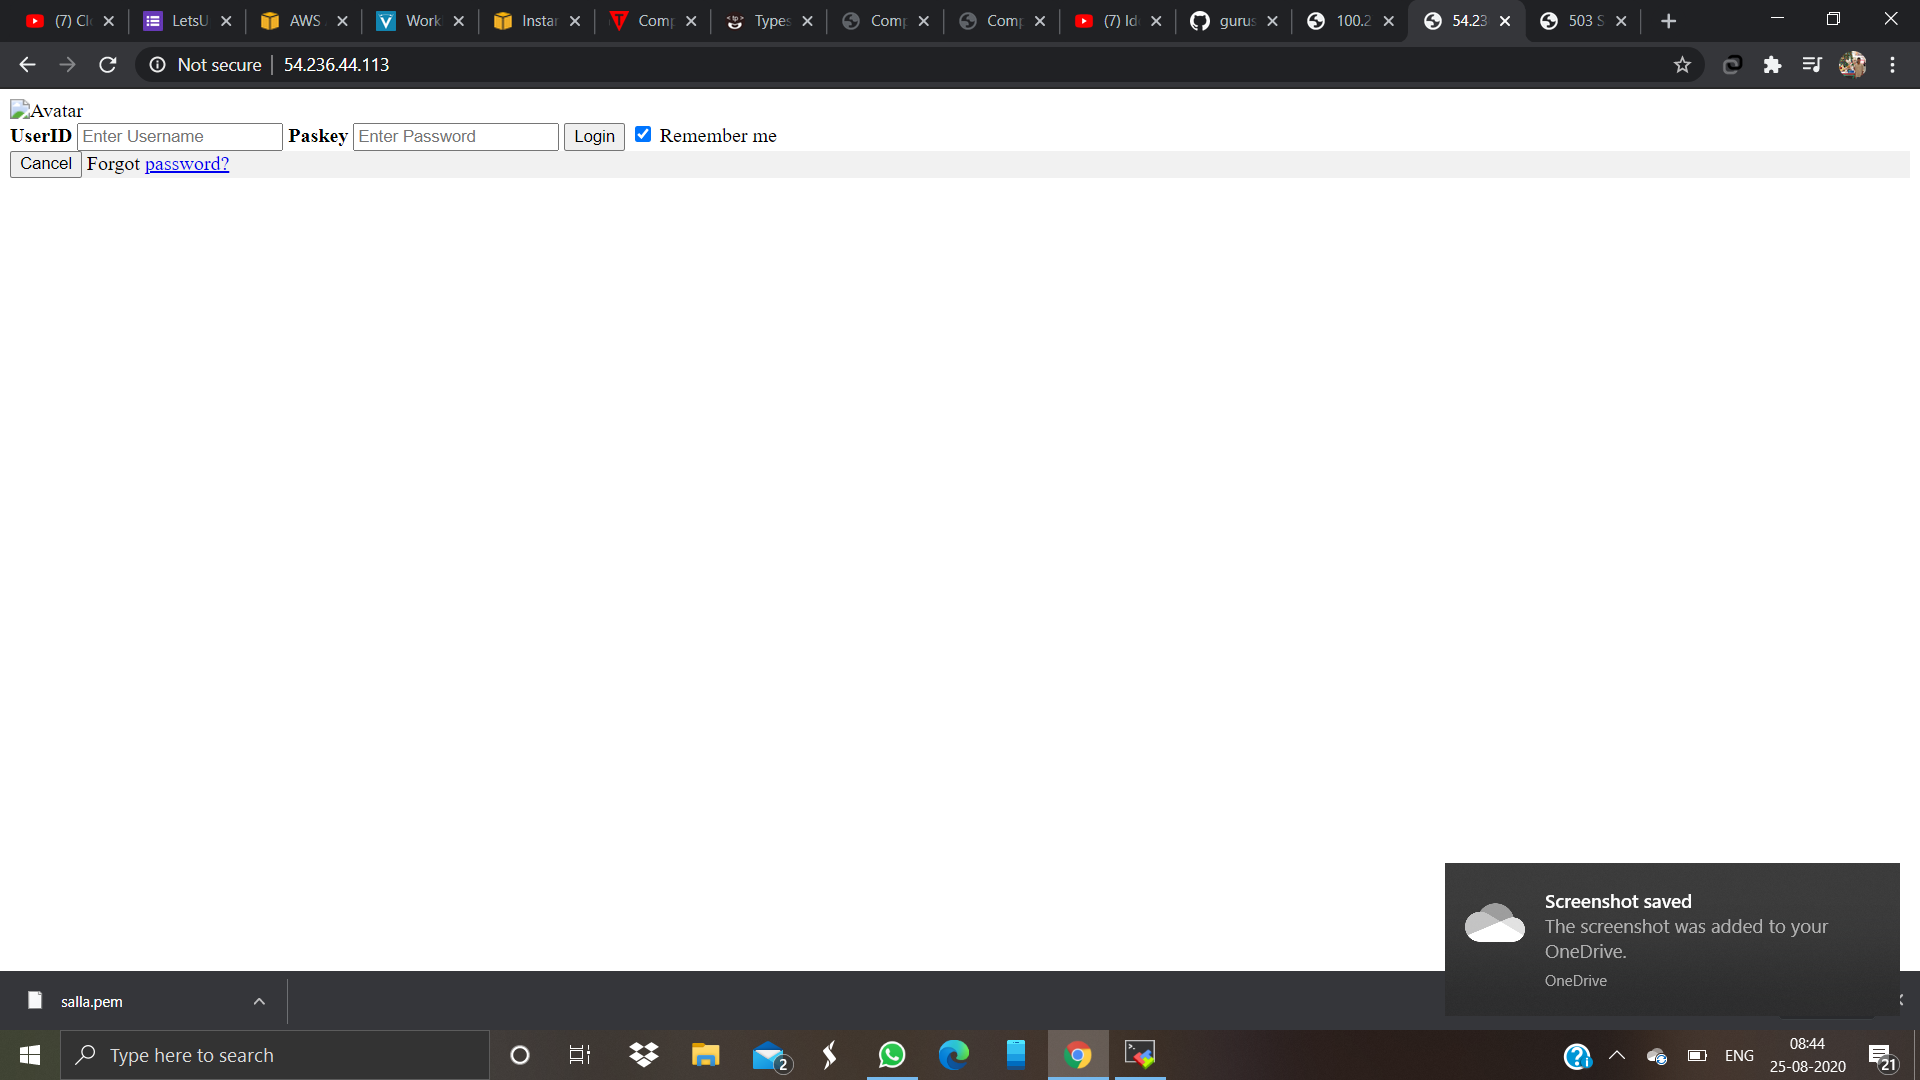 (7) Cl
LetsU
AWS
Work
Instan
Comp
Types
Comp
Comp
(7) Id
gurus
100.2
54.23
503 S
Not secure
54.236.44.113
Avatar
UserID Enter Username Paskey Enter Password Login Remember me
Cancel Forgot password?
Screenshot saved
The screenshot was added to your
OneDrive.
OneDrive
salla.pem
Type here to search
2
ENG
08:44
25-08-2020
21